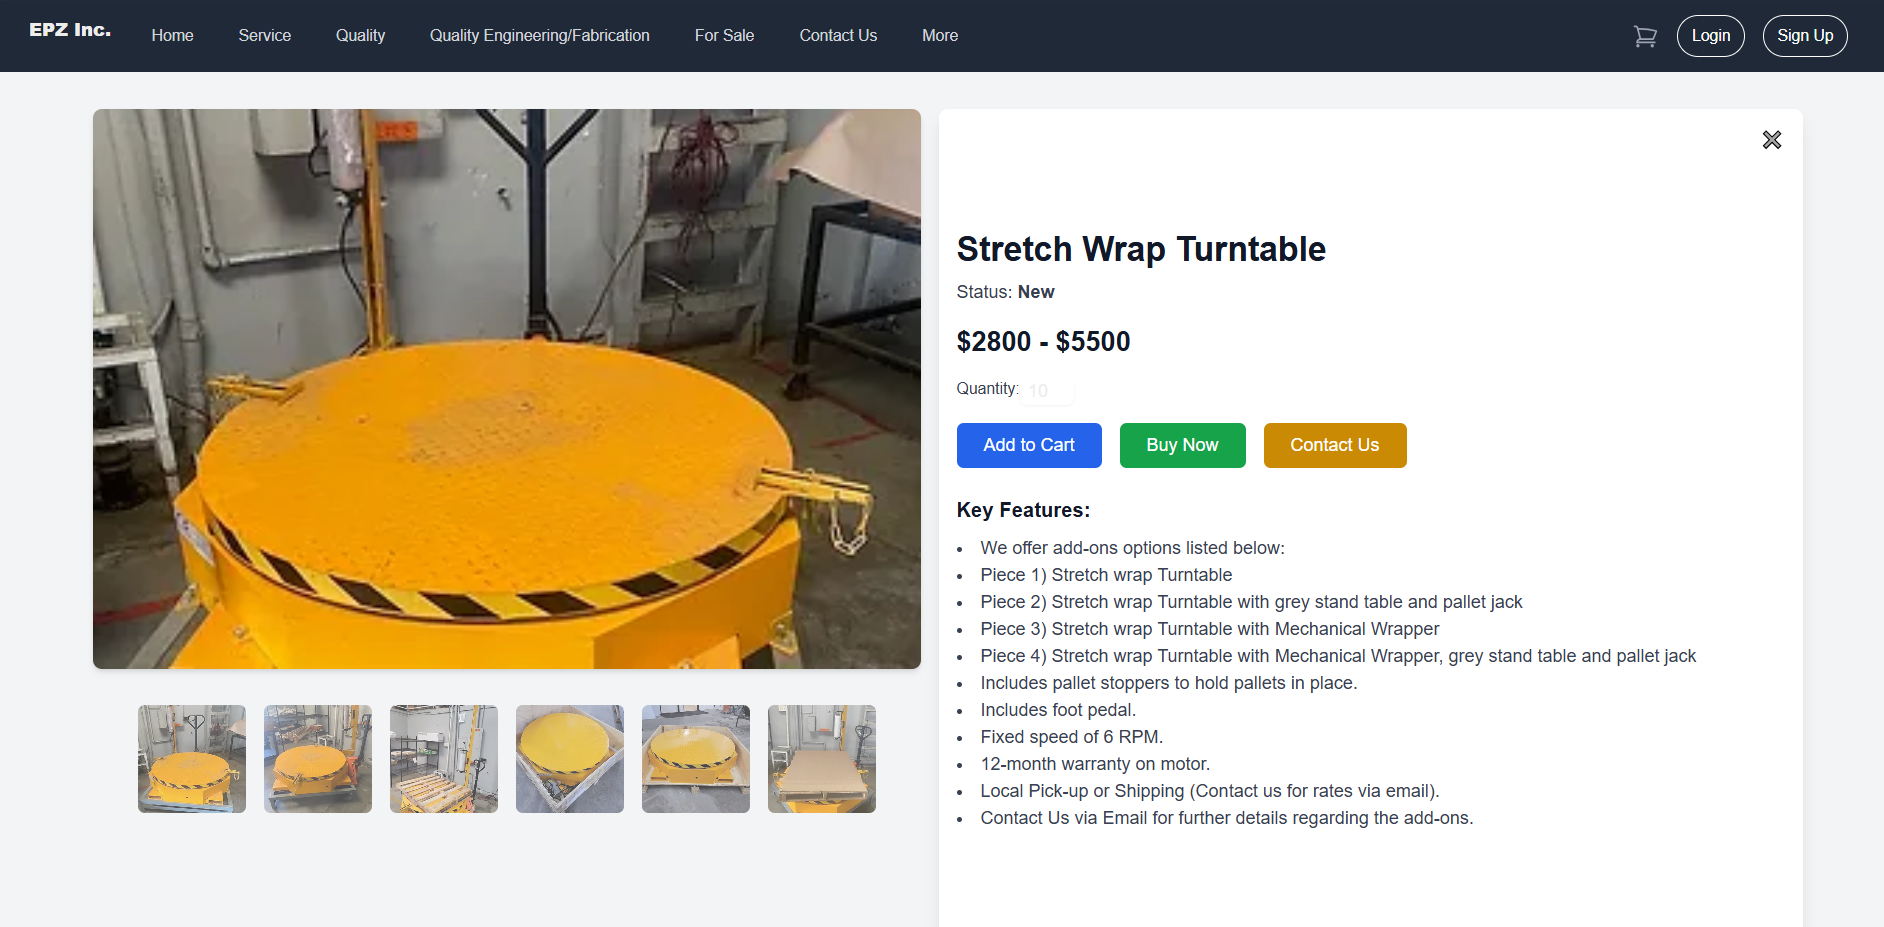 EPZ Inc.
Home
Service
Quality
Quality Engineering/Fabrication
For Sale
Contact Us
More
Login
Sign Up
Stretch Wrap Turntable
Status: New
$2800 - $5500
Quantity: 10
Add to Cart
Buy Now
Contact Us
Key Features:
• We offer add-ons options listed below:
• Piece 1) Stretch wrap Turntable
• Piece 2) Stretch wrap Turntable with grey stand table and pallet jack
• Piece 3) Stretch wrap Turntable with Mechanical Wrapper
• Piece 4) Stretch wrap Turntable with Mechanical Wrapper, grey stand table and pallet jack
• Includes pallet stoppers to hold pallets in place.
• Includes foot pedal.
• Fixed speed of 6 RPM.
• 12-month warranty on motor.
• Local Pick-up or Shipping (Contact us for rates via email).
• Contact Us via Email for further details regarding the add-ons.